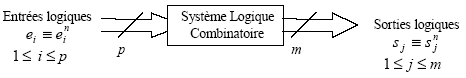 Entrées logiques
e_i ≡ e_i^n
1 ≤ i ≤ p
p
Système Logique
Combinatoire
m
Sorties logiques
s_j ≡ s_j^n
1 ≤ j ≤ m